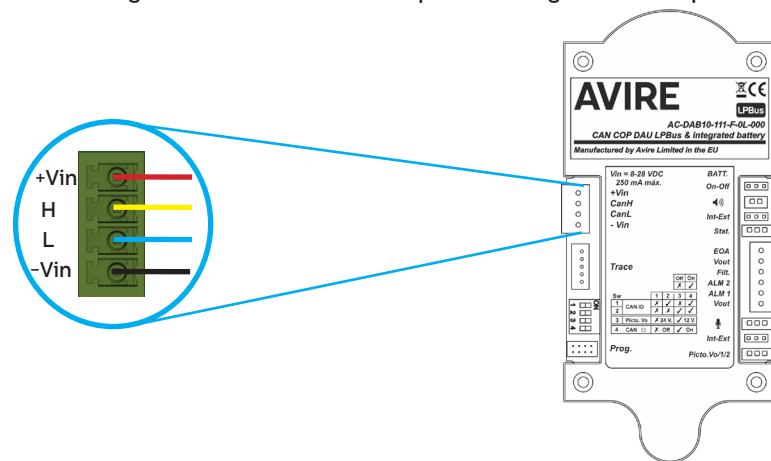 +Vin
H
L
-Vin
AVIRE
CE
LPBus
AC-DAB10-111-F-0L-000
CAN COP DAU LPBus & integrated battery
Manufactured by Avire Limited in the EU
Vin = 8-28 VDC
250 mA máx.
+Vin
CanH
CanL
- Vin
Trace
Off On
✗ ✓
Sw 1 2 3 4
1 CAN ID ✗ ✓ ✗ ✓
2 ✗ ✗ ✓ ✓
3 Picto. Vo ✗ 24 V. ✓ 12 V.
4 CAN Ω ✗ Off ✓ On
Prog.
BATT.
On-Off
Int-Ext
Stat.
EOA
Vout
Filt.
ALM 2
ALM 1
Vout
Int-Ext
Picto.Vo/1/2
ON
1
2
3
4